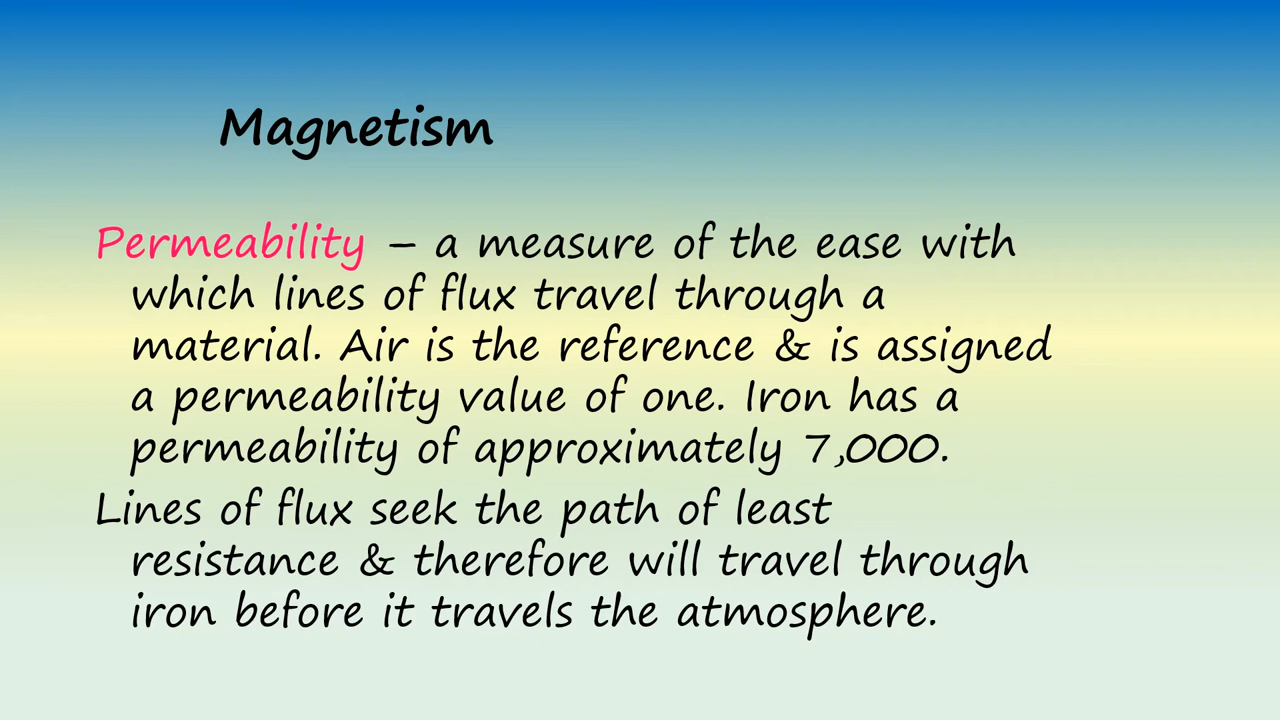 Magnetism
Permeability – a measure of the ease with
which lines of flux travel through a
material. Air is the reference & is assigned
a permeability value of one. Iron has a
permeability of approximately 7,000.
Lines of flux seek the path of least
resistance & therefore will travel through
iron before it travels the atmosphere.